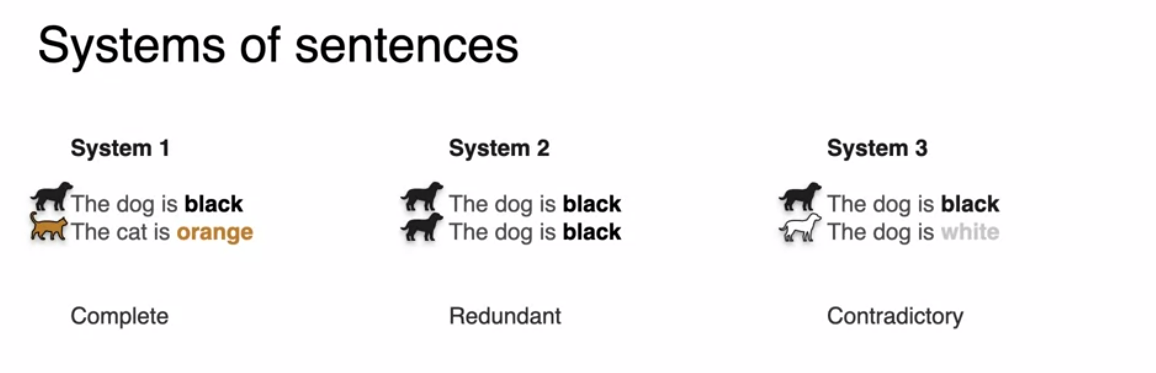 Systems of sentences
System 1
The dog is black
The cat is orange
Complete
System 2
The dog is black
The dog is black
Redundant
System 3
The dog is black
The dog is white
Contradictory